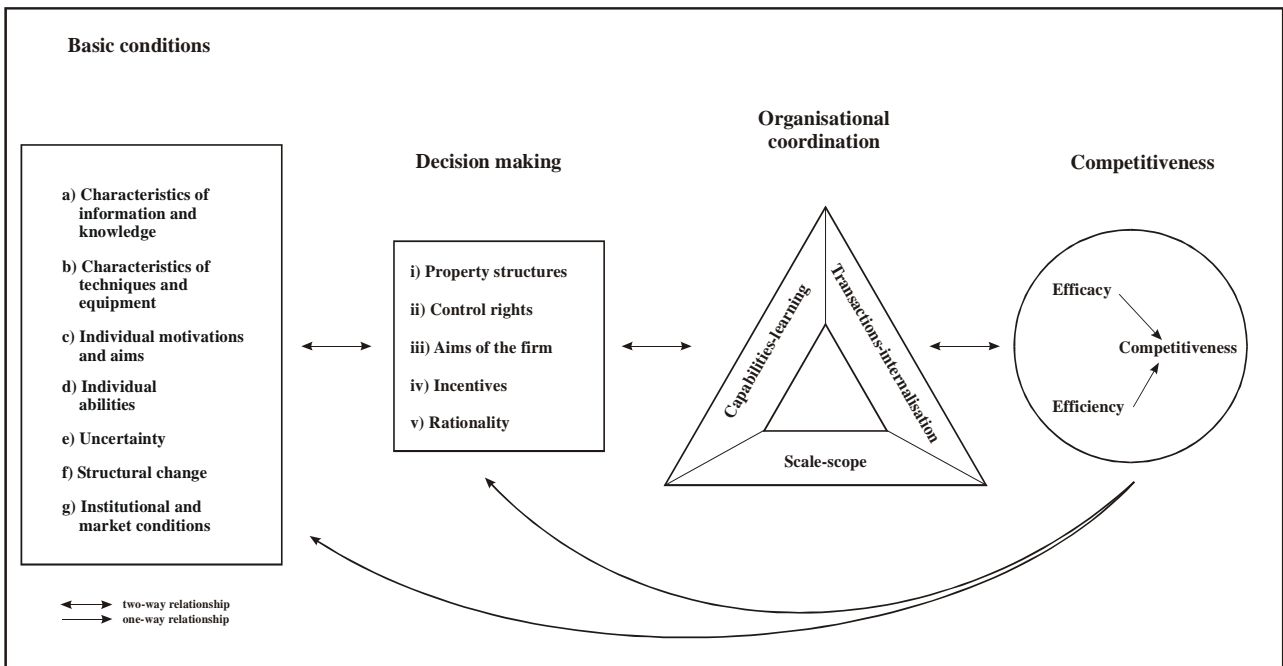 Basic conditions
a) Characteristics of
information and
knowledge
b) Characteristics of
techniques and
equipment
c) Individual motivations
and aims
d) Individual
abilities
e) Uncertainty
f) Structural change
g) Institutional and
market conditions
two-way relationship
one-way relationship
Decision making
i) Property structures
ii) Control rights
iii) Aims of the firm
iv) Incentives
v) Rationality
Organisational
coordination
Capabilities-learning
Transactions-internalisation
Scale-scope
Competitiveness
Efficacy
Competitiveness
Efficiency